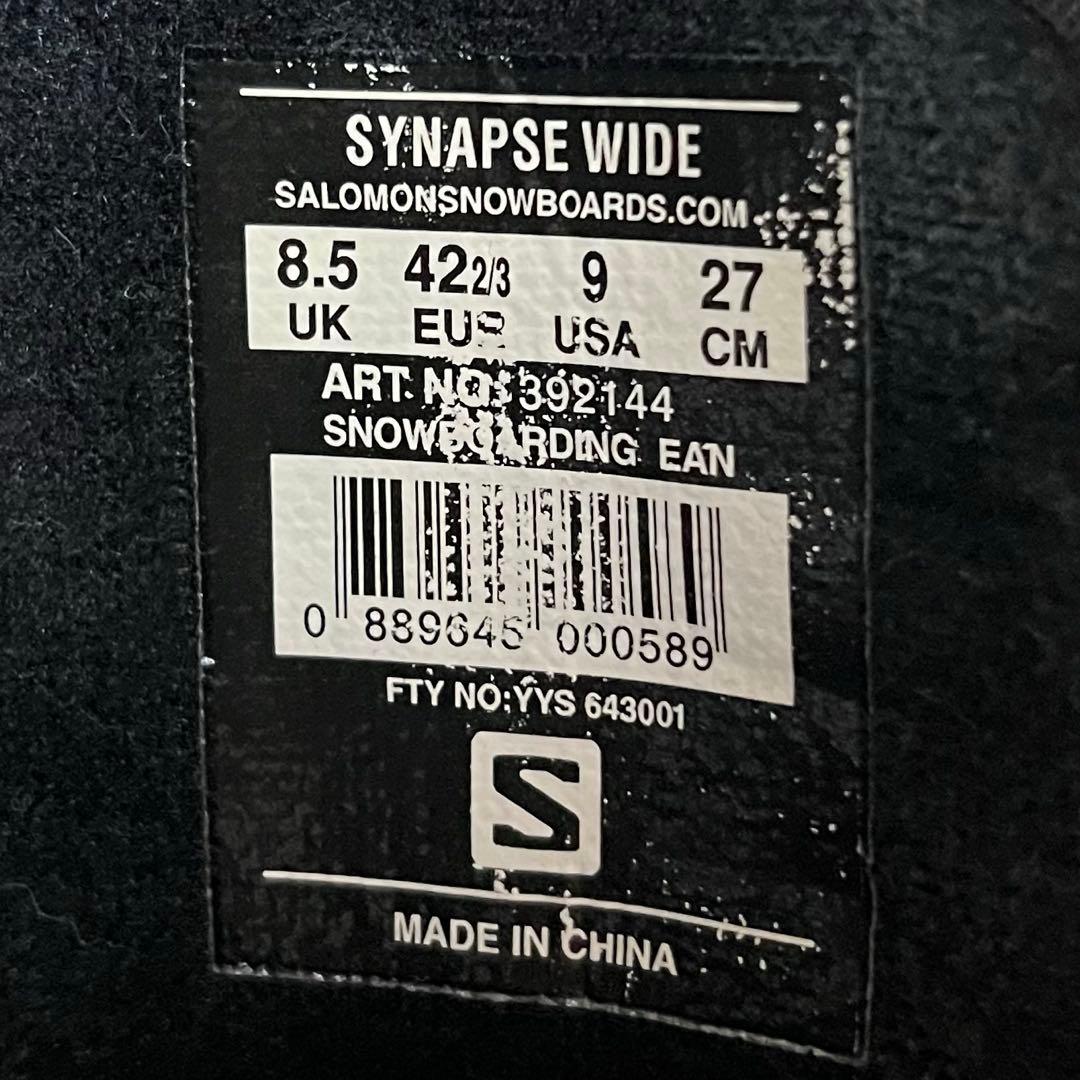 SYNAPSE WIDE
SALOMONSNOWBOARDS.COM
8.5 42 2/3 9 27
UK EUR USA CM
ART NO: 392144
SNOWBOARDING EAN
0 889645 000589
FTY NO:YYS 643001
S
MADE IN CHINA